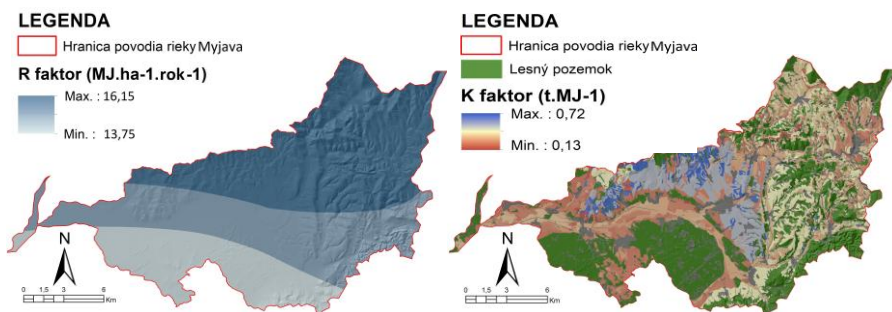 LEGENDA
Hranica povodia rieky Myjava
R faktor (MJ.ha-1.rok-1)
Max. : 16,15
Min. : 13,75
N
0 1,5 3 6
Km
LEGENDA
Hranica povodia rieky Myjava
Lesný pozemok
K faktor (t.MJ-1)
Max. : 0,72
Min. : 0,13
N
0 1,5 3 6
Km